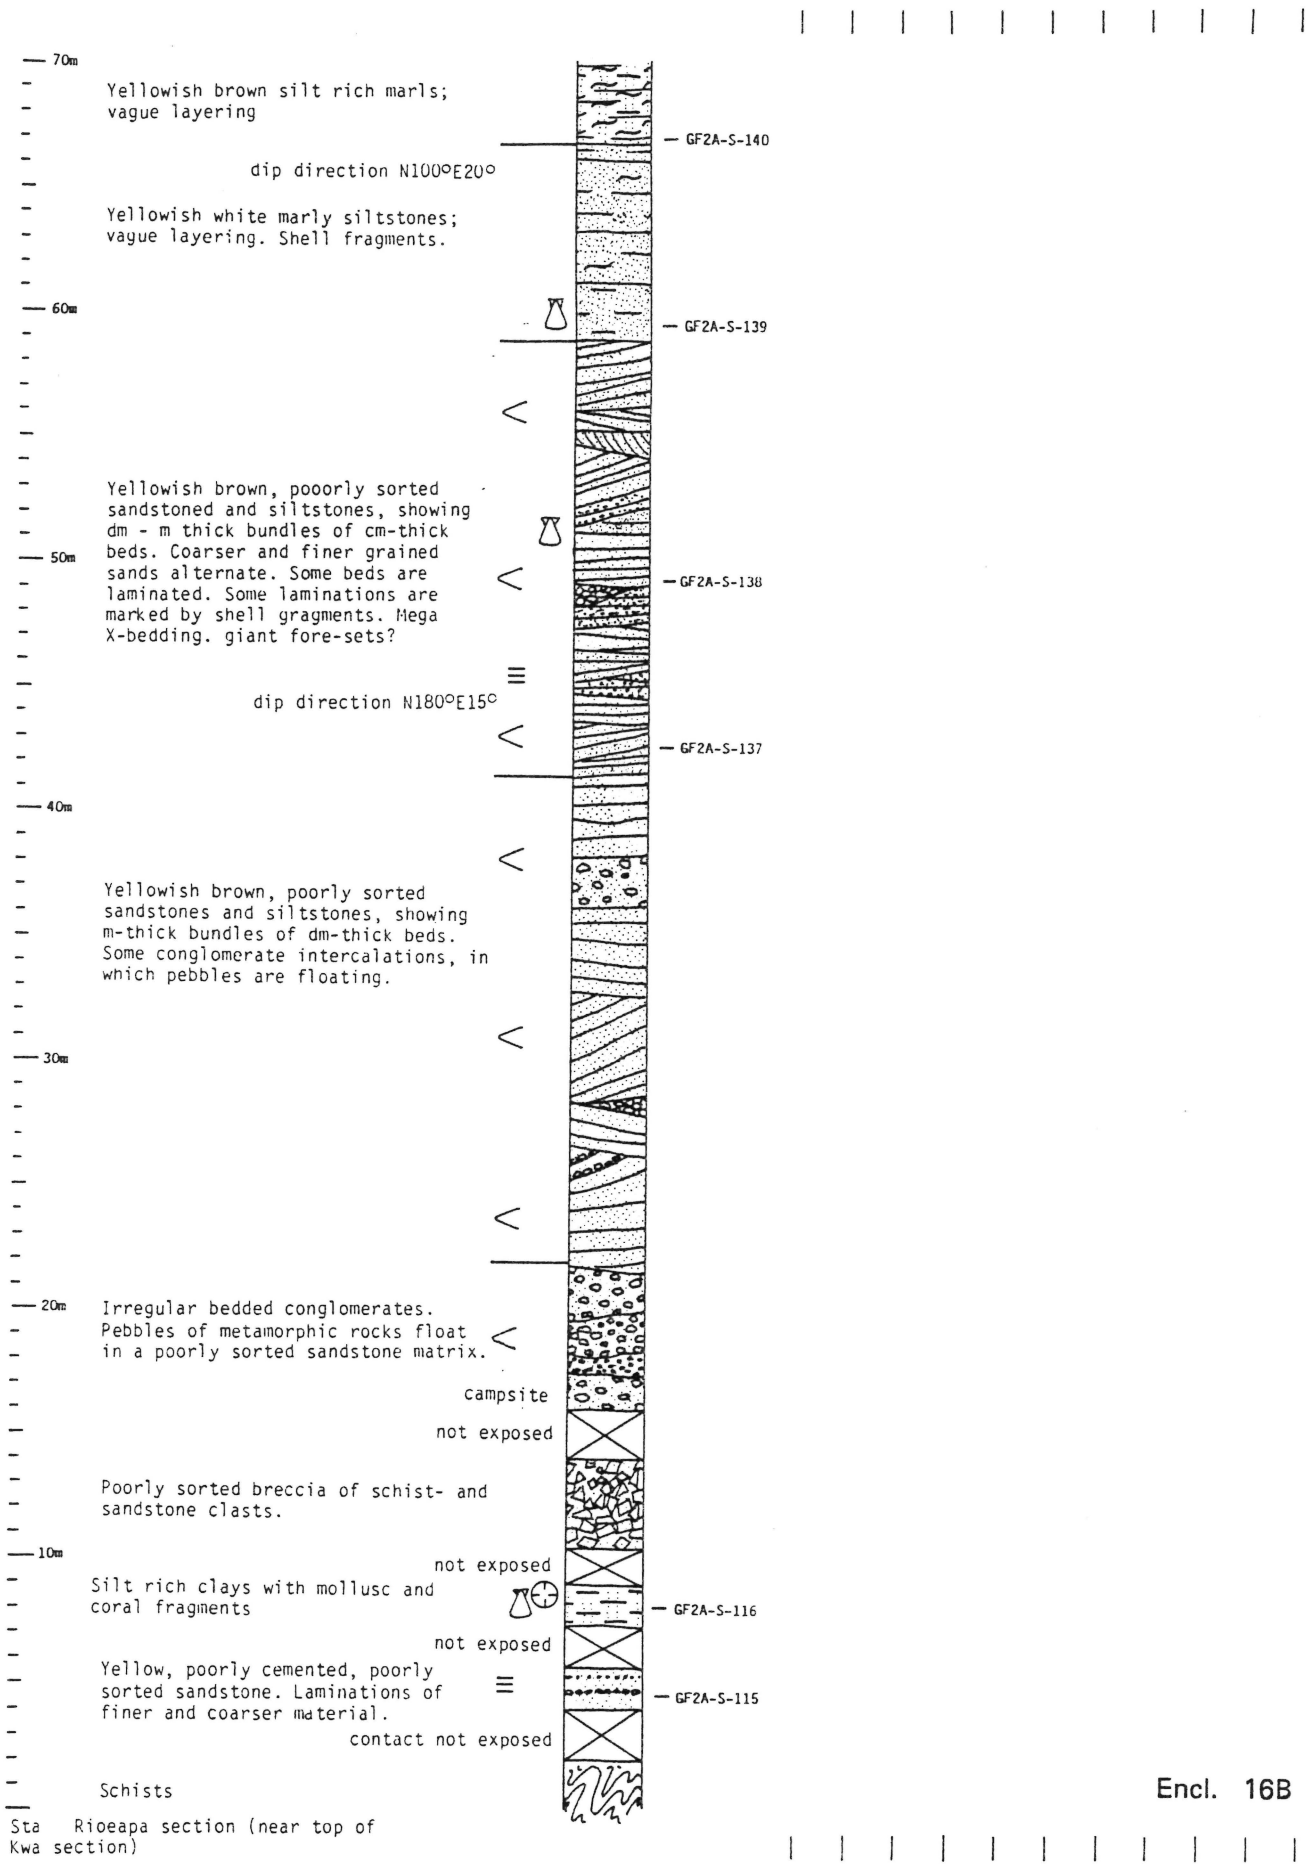 70m
Yellowish brown silt rich marls;
vague layering
GF2A-S-140
dip direction N100°E20°
Yellowish white marly siltstones;
vague layering. Shell fragments.
60m
GF2A-S-139
Yellowish brown, pooorly sorted
sandstoned and siltstones, showing
dm - m thick bundles of cm-thick
beds. Coarser and finer grained
sands alternate. Some beds are
laminated. Some laminations are
marked by shell gragments. Mega
X-bedding. giant fore-sets?
50m
GF2A-S-138
dip direction N180°E15°
GF2A-S-137
40m
Yellowish brown, poorly sorted
sandstones and siltstones, showing
m-thick bundles of dm-thick beds.
Some conglomerate intercalations, in
which pebbles are floating.
30m
20m
Irregular bedded conglomerates.
Pebbles of metamorphic rocks float
in a poorly sorted sandstone matrix.
campsite
not exposed
Poorly sorted breccia of schist- and
sandstone clasts.
10m
not exposed
Silt rich clays with mollusc and
coral fragments
GF2A-S-116
not exposed
Yellow, poorly cemented, poorly
sorted sandstone. Laminations of
finer and coarser material.
GF2A-S-115
contact not exposed
Schists
Encl. 16B
Sta Rioeapa section (near top of
Kwa section)